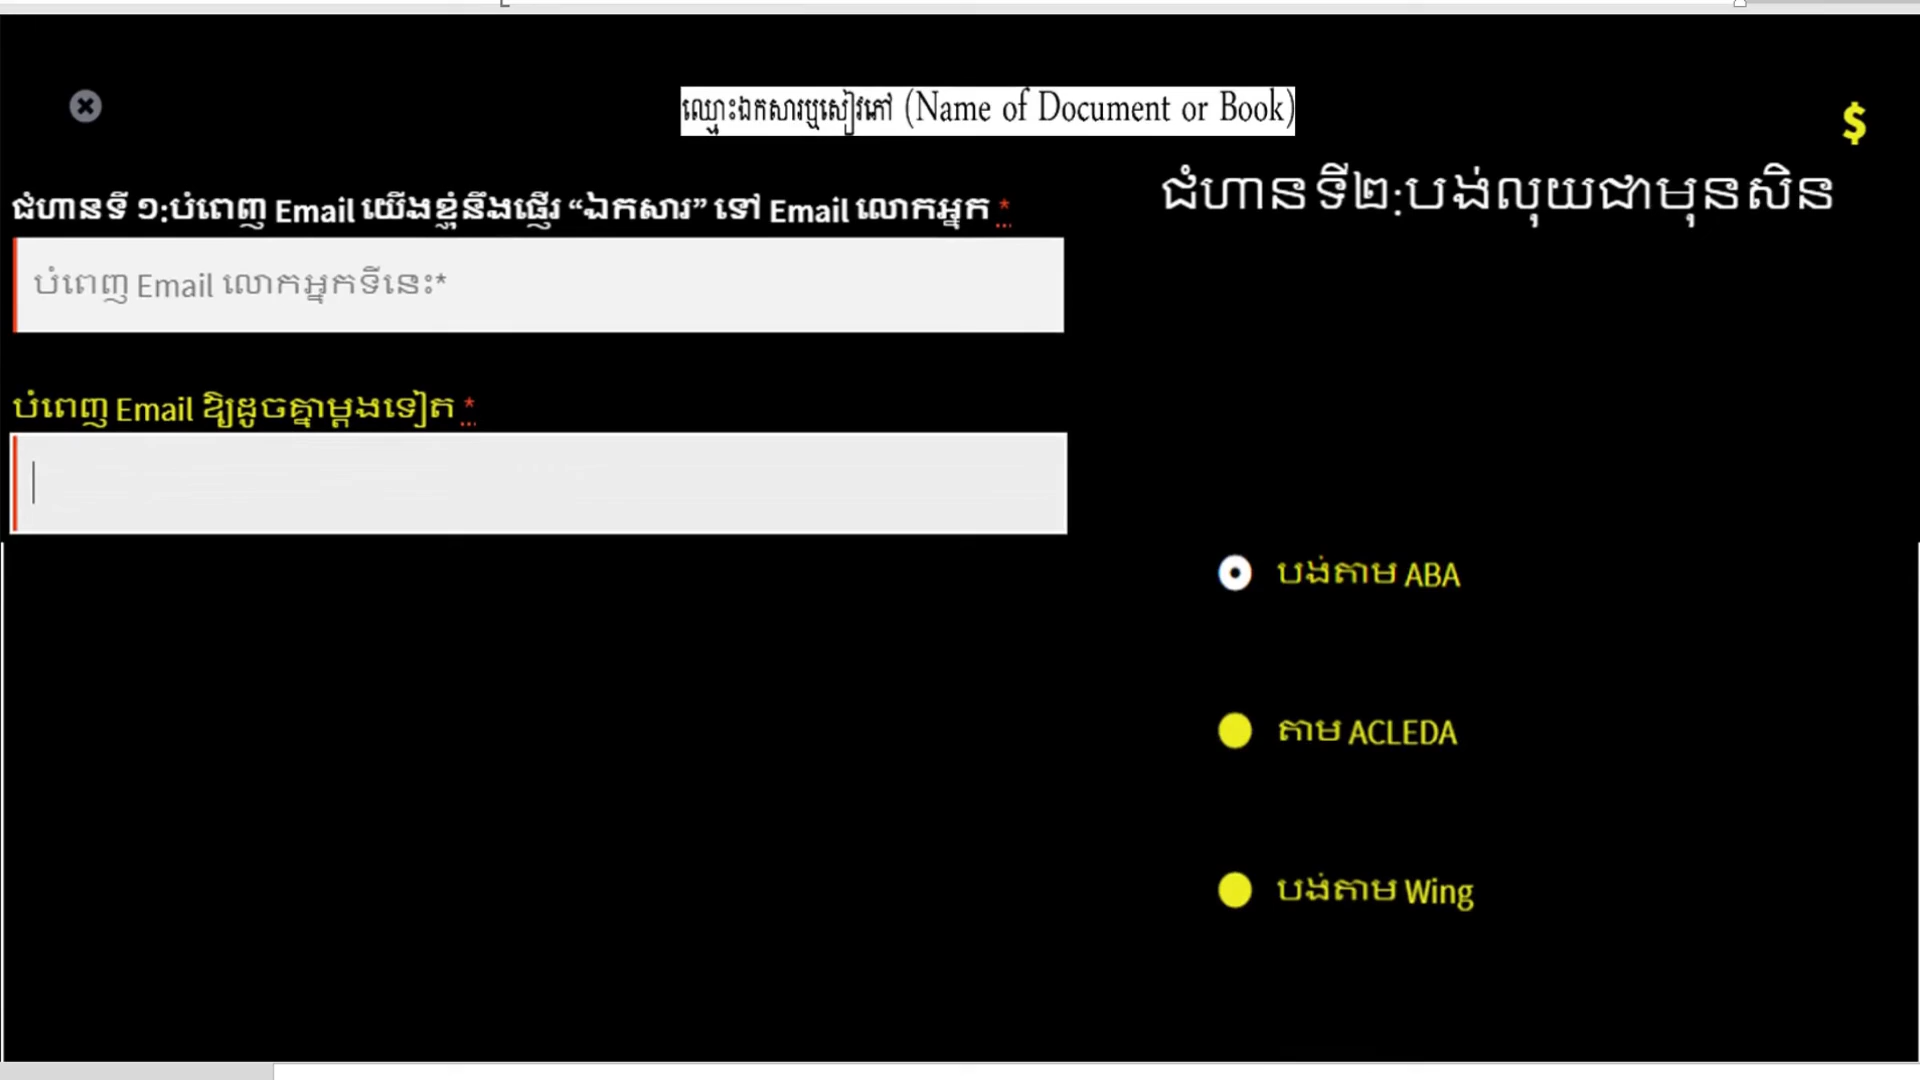 ឈ្មោះឯកសារឬសៀវភៅ (Name of Document or Book)
$
ជំហានទី ១:បំពេញ Email យើងខ្ញុំនឹងផ្ញើរ “ឯកសារ” ទៅ Email លោកអ្នក *
បំពេញ Email លោកអ្នកទីនេះ*
បំពេញ Email ឱ្យដូចគ្នាម្ដងទៀត *
ជំហានទី២:បង់លុយជាមុនសិន
បង់តាម ABA
តាម ACLEDA
បង់តាម Wing